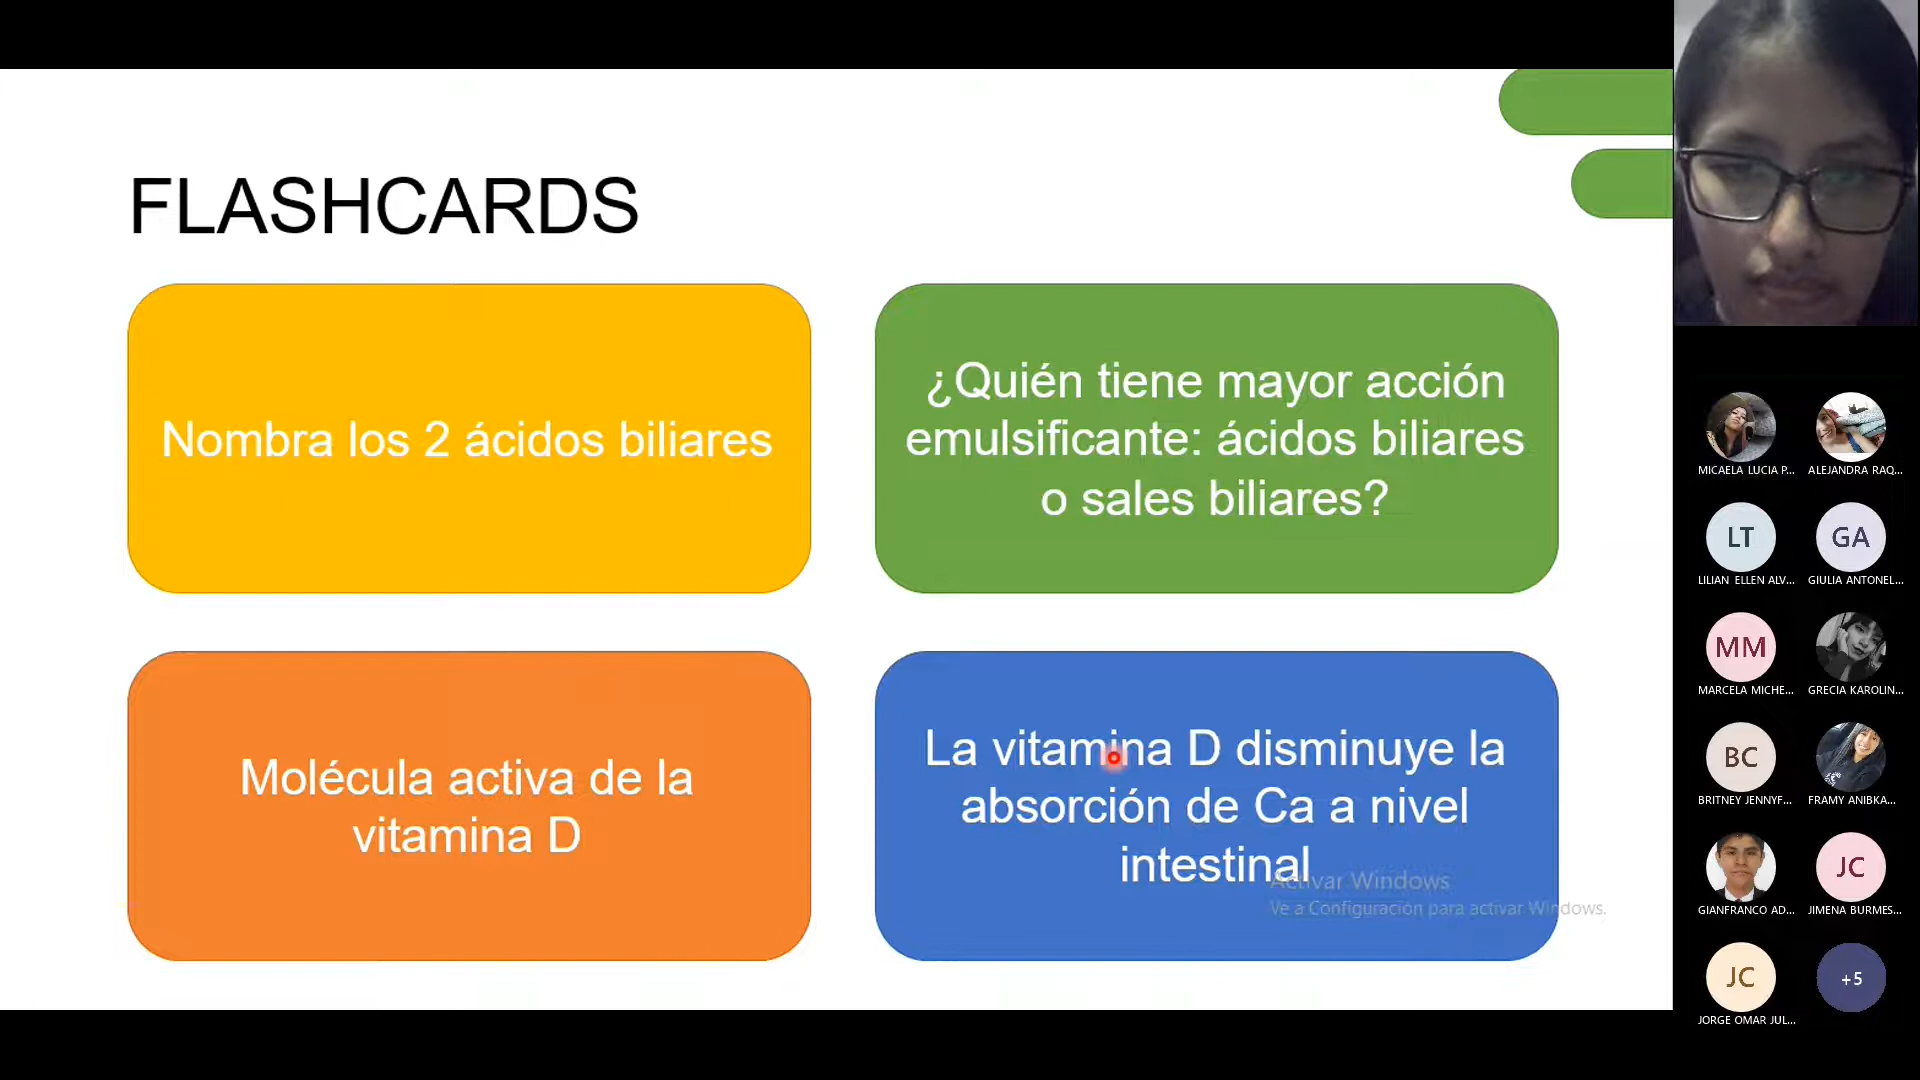 FLASHCARDS
Nombra los 2 ácidos biliares
¿Quién tiene mayor acción
emulsificante: ácidos biliares
o sales biliares?
Molécula activa de la
vitamina D
La vitamina D disminuye la
absorción de Ca a nivel
intestinal
Activar Windows
Ve a Configuración para activar Windows.
MICAELA LUCIA P...
ALEJANDRA RAQ...
LT
LILIAN ELLEN ALV...
GA
GIULIA ANTONEL...
MM
MARCELA MICHE...
GRECIA KAROLIN...
BC
BRITNEY JENNYF...
FRAMY ANIBKA...
GIANFRANCO AD...
JC
JIMENA BURMES...
JC
JORGE OMAR JUL...
+5